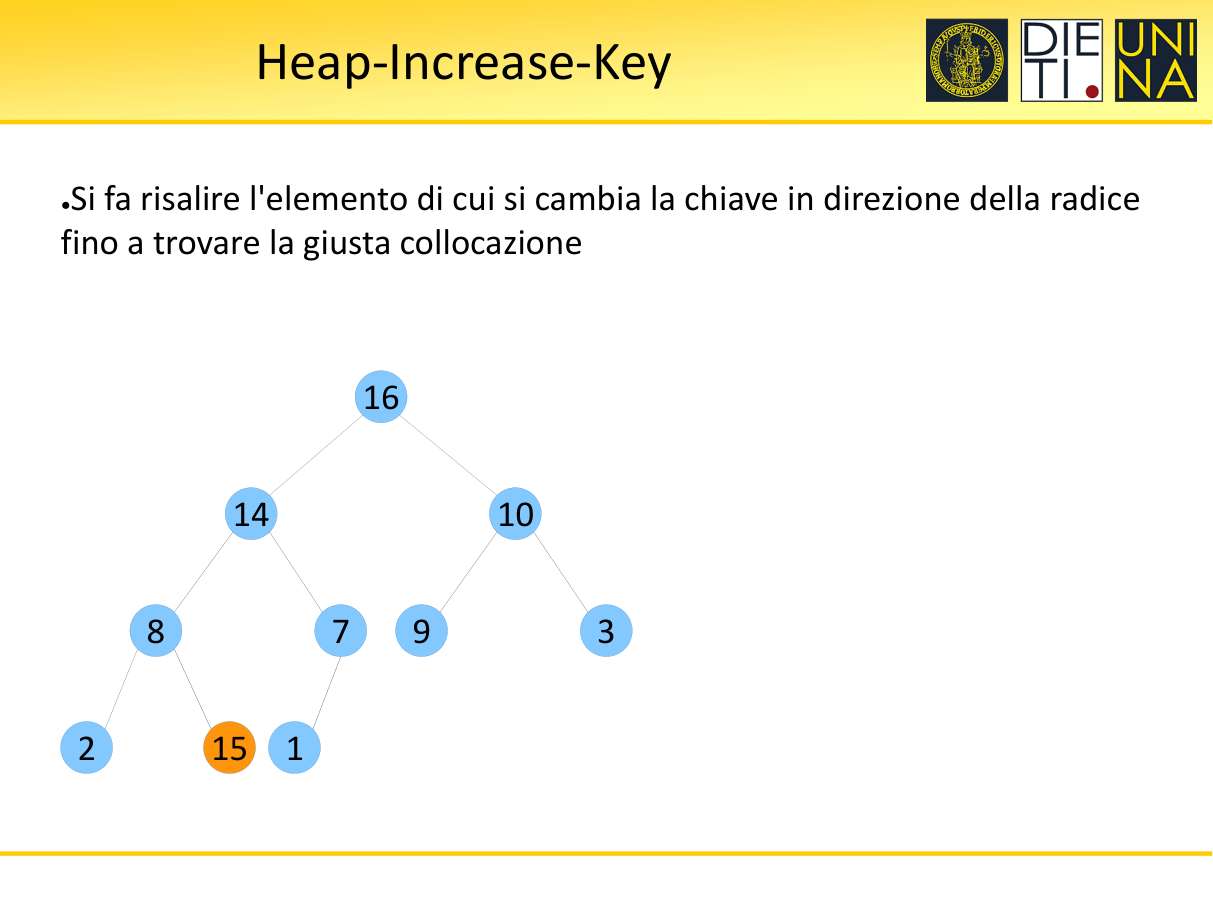 Heap-Increase-Key
DIE
TI.
UNI
NA
●Si fa risalire l'elemento di cui si cambia la chiave in direzione della radice
fino a trovare la giusta collocazione
16
14 10
8 7 9 3
2 15 1